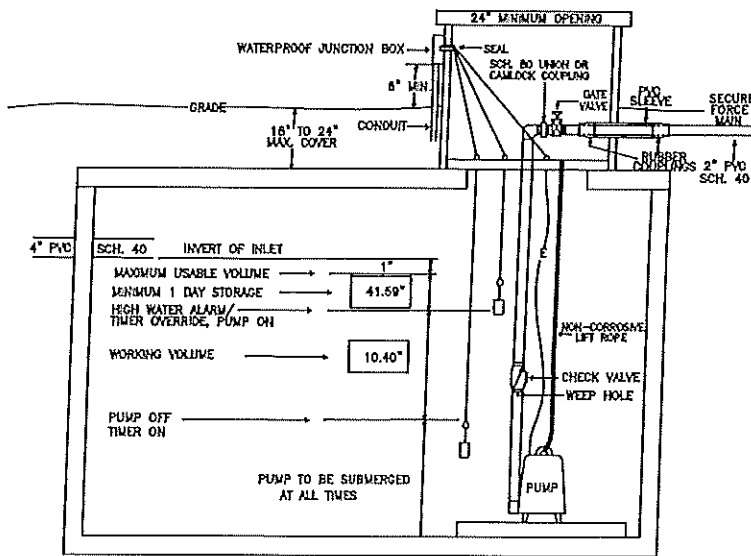 24" MINIMUM OPENING
WATERPROOF JUNCTION BOX
SEAL
SCH. 80 UNION OR
CAMLOCK COUPLING
6" MIN.
GATE
VALVE
PVC
SLEEVE
SECURE
FORCE
MAIN
GRADE
18" TO 24"
MAX. COVER
CONDUIT
RUBBER
COUPLINGS
2" PVC
SCH. 40
4" PVC
SCH. 40
INVERT OF INLET
MAXIMUM USABLE VOLUME
1"
MINIMUM 1 DAY STORAGE
41.59"
HIGH WATER ALARM/
TIMER OVERRIDE, PUMP ON
NON-CORROSIVE
LIFT ROPE
WORKING VOLUME
10.40"
CHECK VALVE
WEEP HOLE
PUMP OFF
TIMER ON
PUMP TO BE SUBMERGED
AT ALL TIMES
PUMP